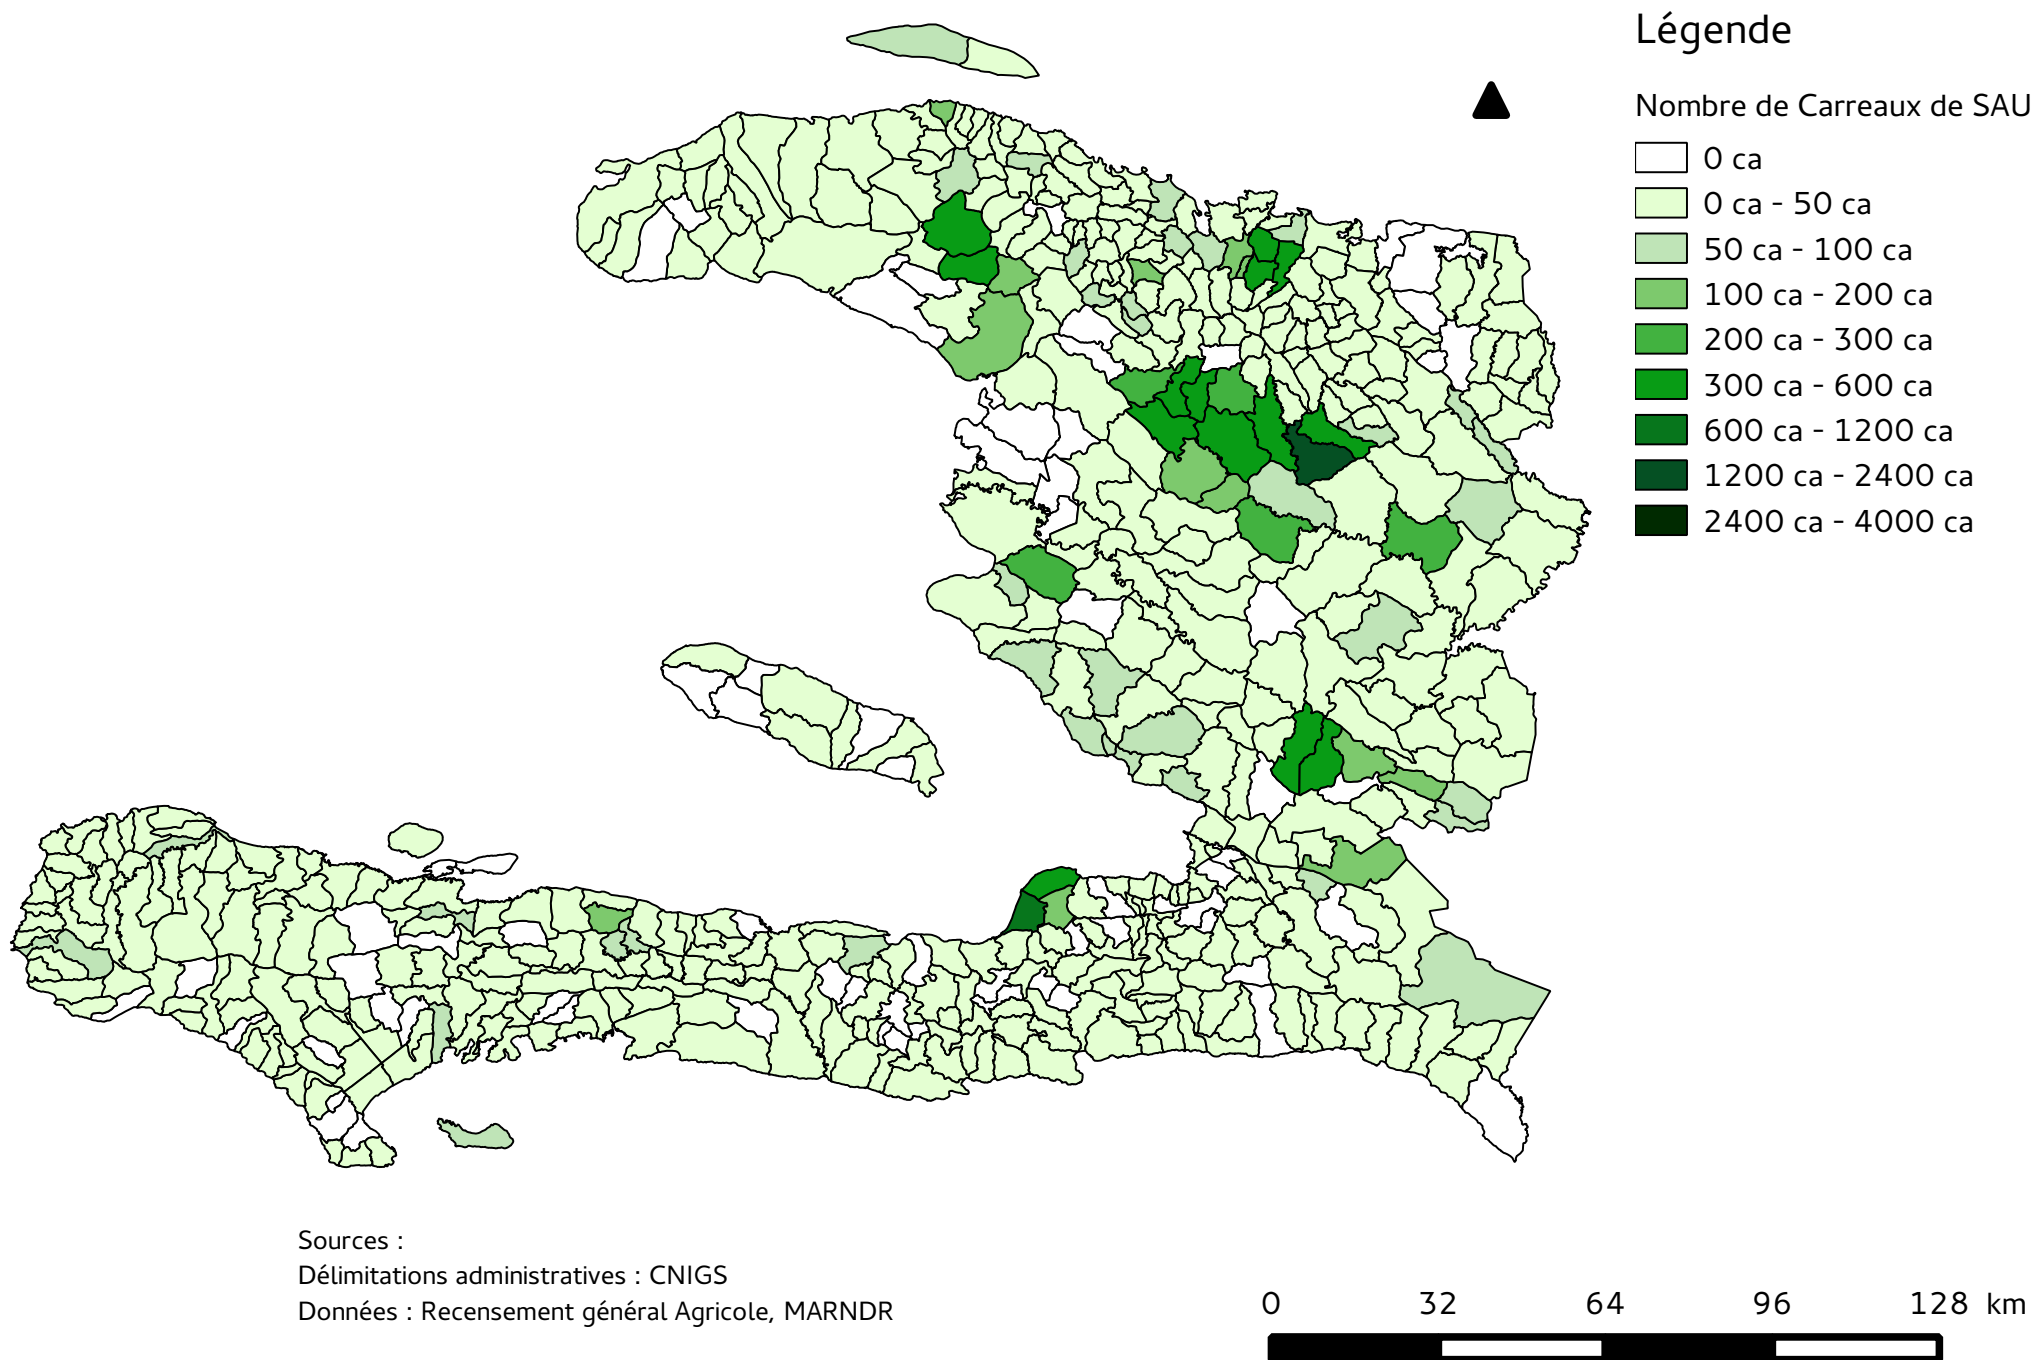 Légende
Nombre de Carreaux de SAU
0 ca
0 ca - 50 ca
50 ca - 100 ca
100 ca - 200 ca
200 ca - 300 ca
300 ca - 600 ca
600 ca - 1200 ca
1200 ca - 2400 ca
2400 ca - 4000 ca
Sources :
Délimitations administratives : CNIGS
Données : Recensement général Agricole, MARNDR
0 32 64 96 128 km